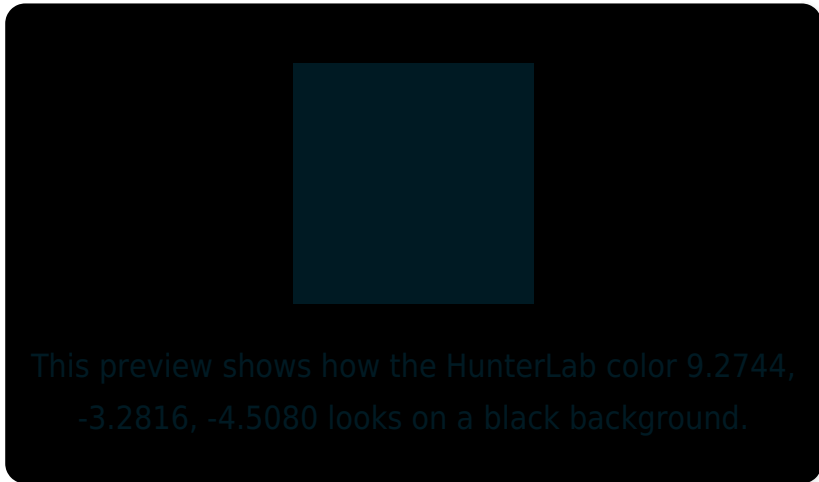 This preview shows how the HunterLab color 9.2744,
-3.2816, -4.5080 looks on a black background.